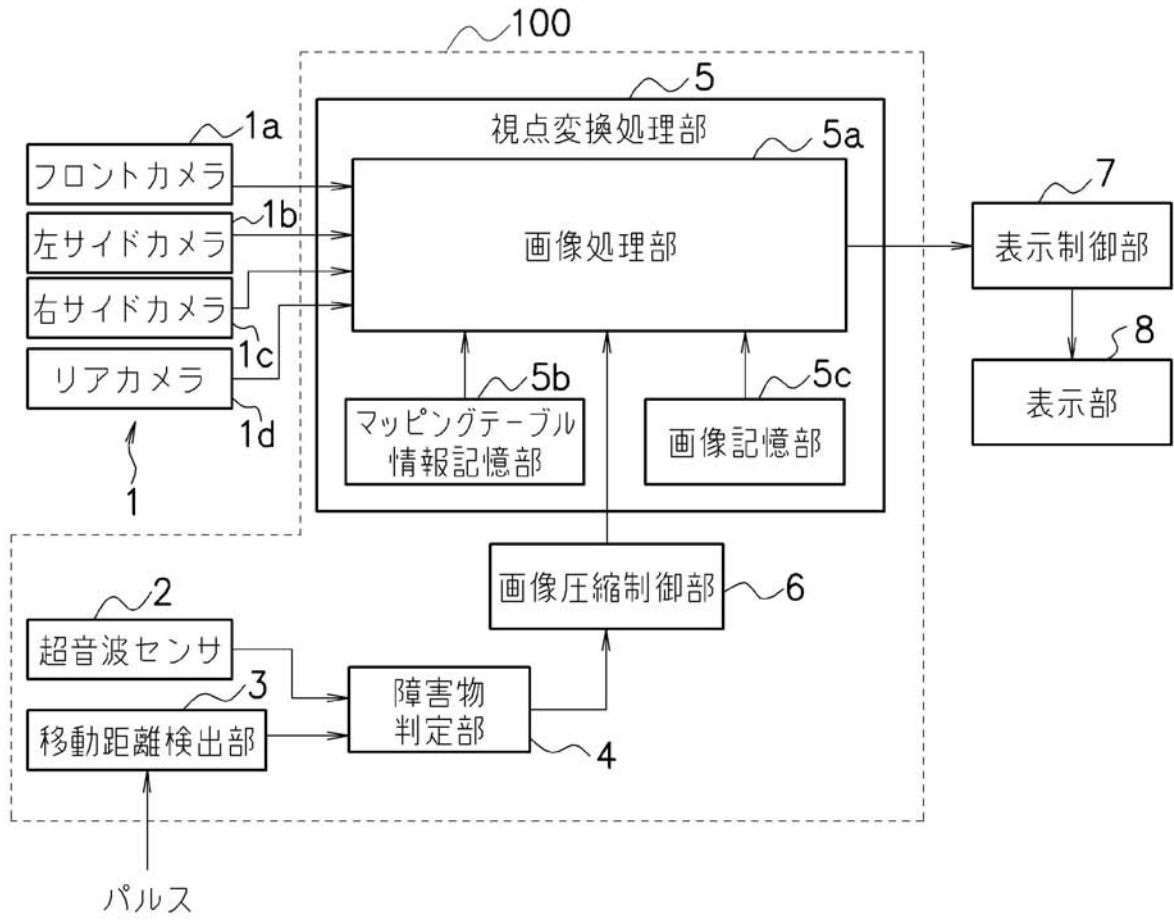 100
5
視点変換処理部
1a
フロントカメラ
5a
画像処理部
1b
左サイドカメラ
右サイドカメラ
1c
リアカメラ
1d
1
7
表示制御部
8
表示部
5b
マッピングテーブル
情報記憶部
5c
画像記憶部
画像圧縮制御部
6
2
超音波センサ
3
移動距離検出部
障害物
判定部
4
パルス